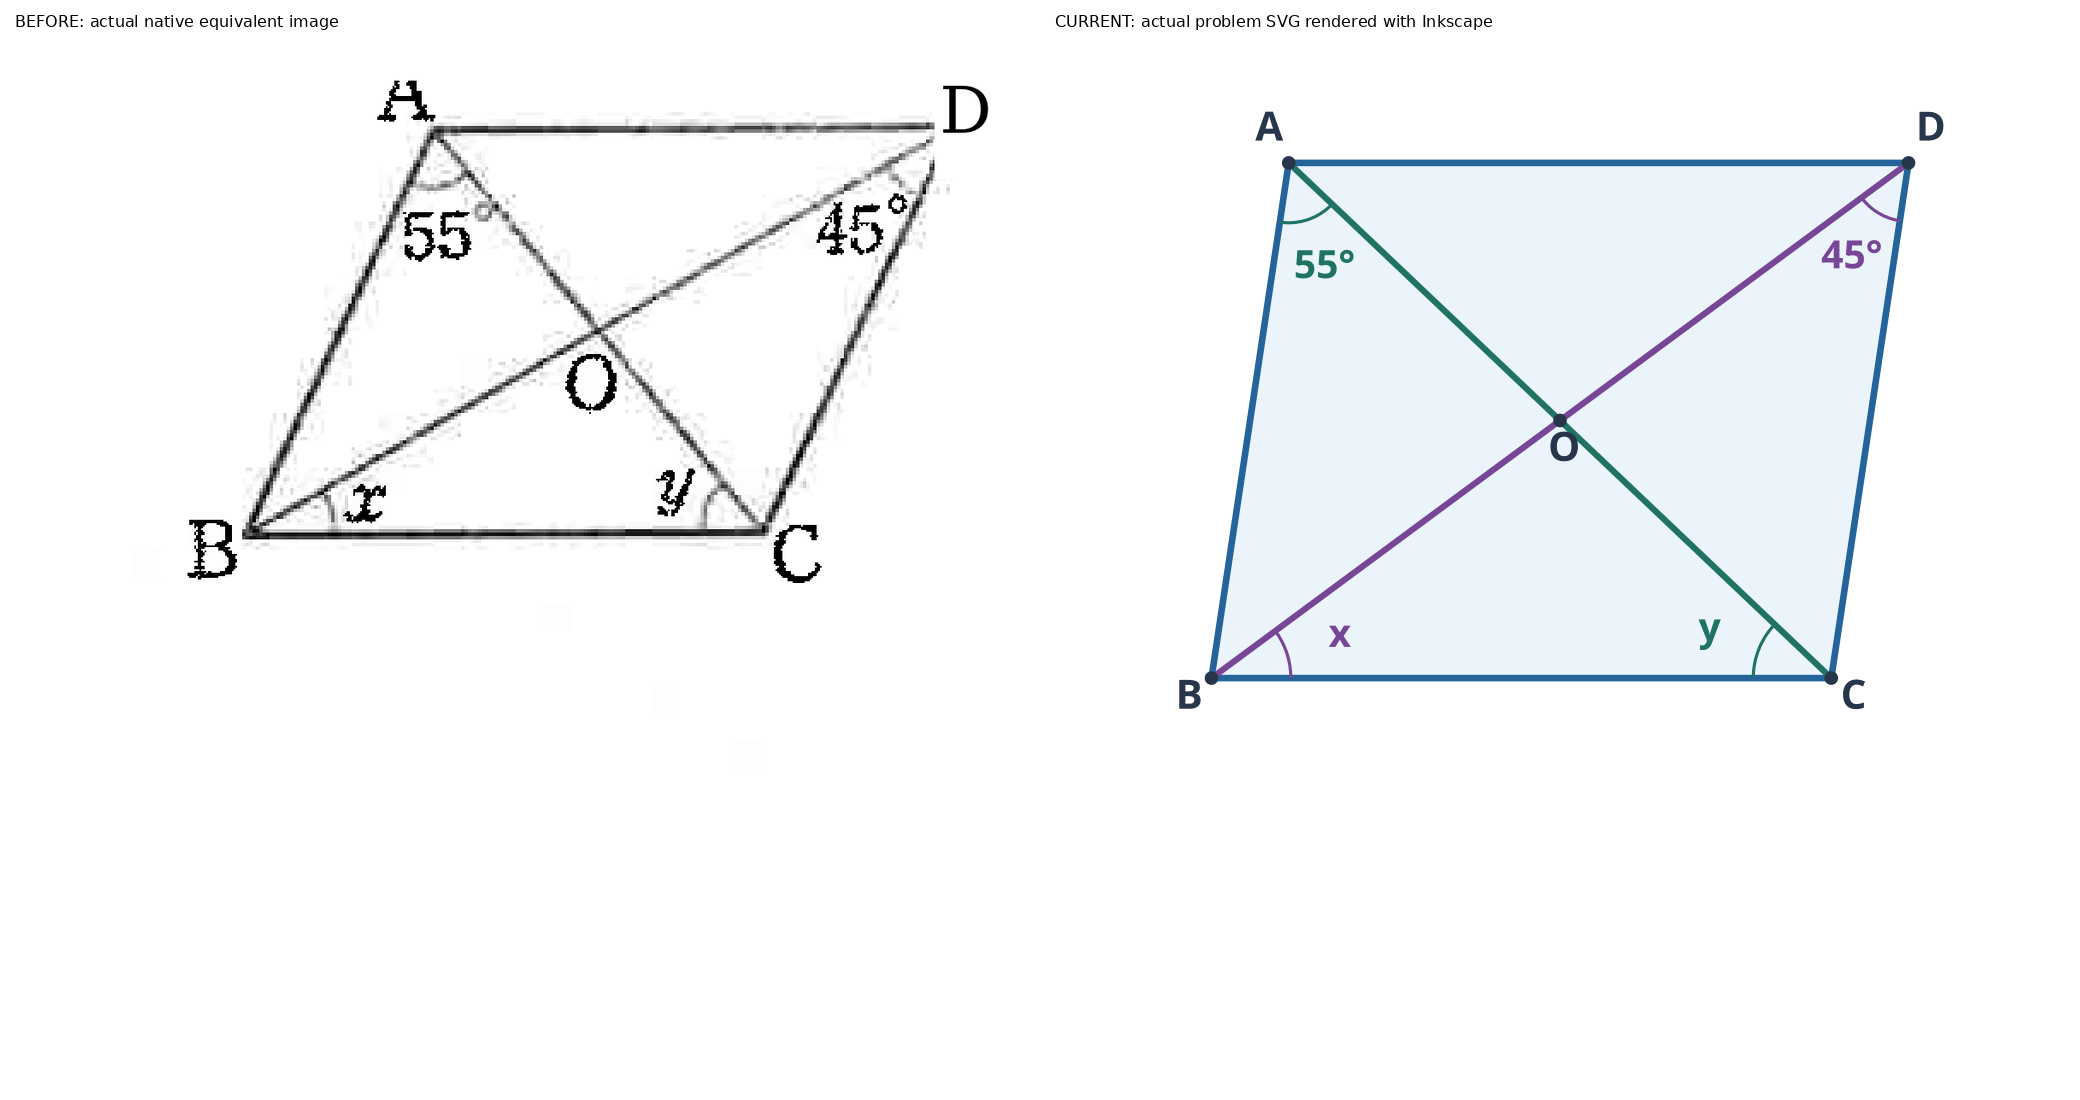 BEFORE: actual native equivalent image
A
D
55°
45°
O
x
y
B
C
CURRENT: actual problem SVG rendered with Inkscape
A
D
55°
45°
O
x
y
B
C